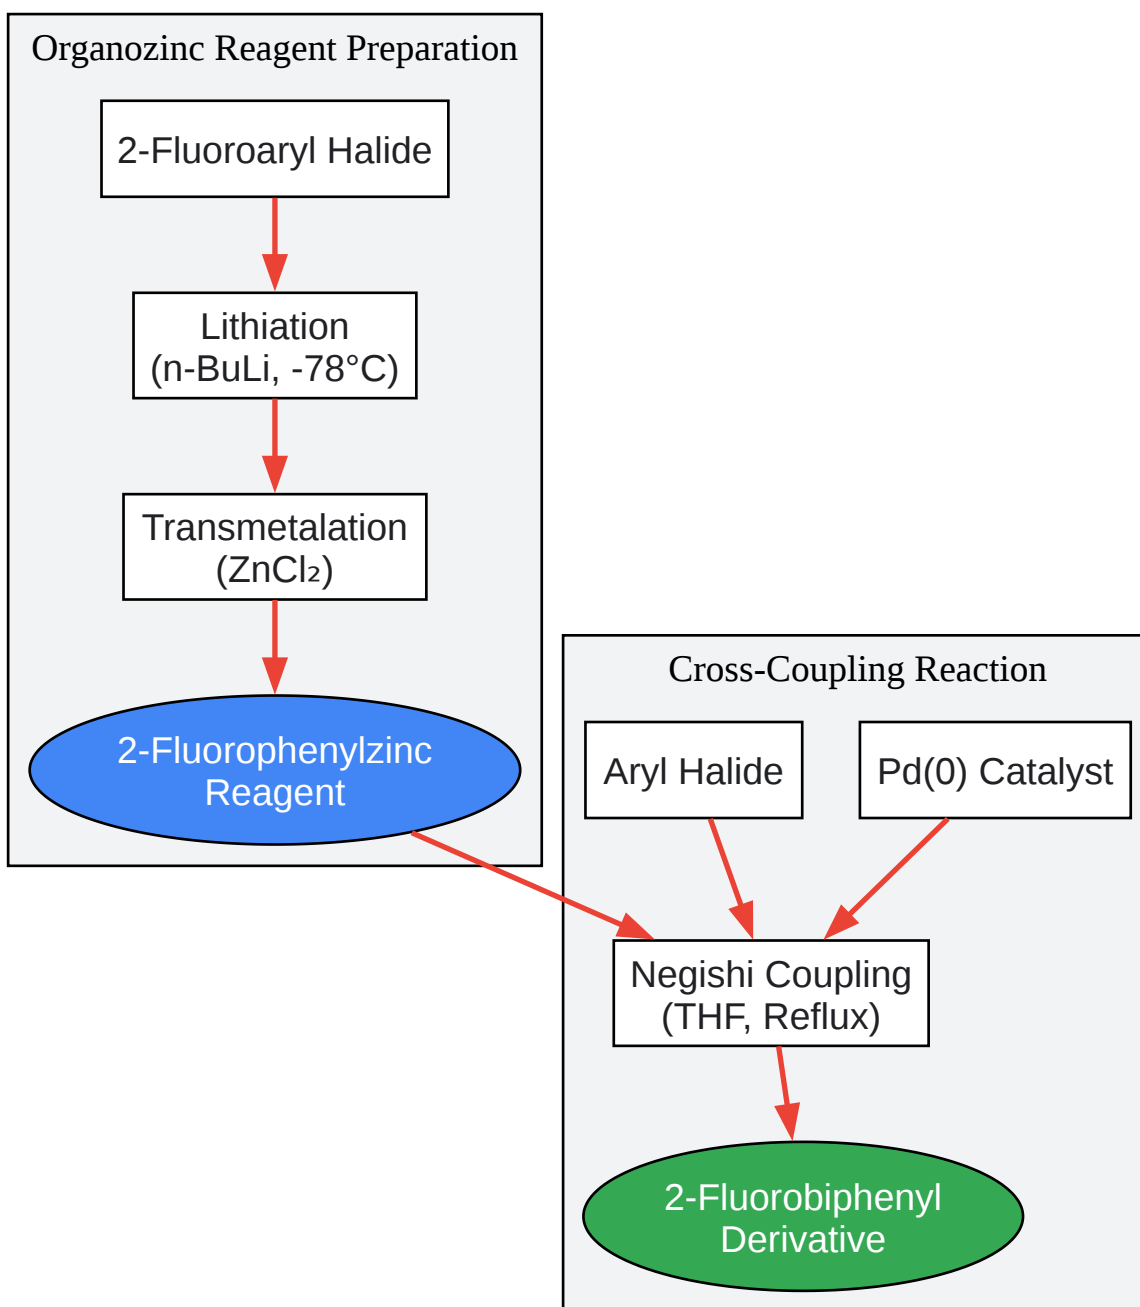 Organozinc Reagent Preparation
2-Fluoroaryl Halide
Lithiation
(n-BuLi, -78°C)
Transmetalation
(ZnCl₂)
2-Fluorophenylzinc
Reagent
Cross-Coupling Reaction
Aryl Halide
Pd(0) Catalyst
Negishi Coupling
(THF, Reflux)
2-Fluorobiphenyl
Derivative